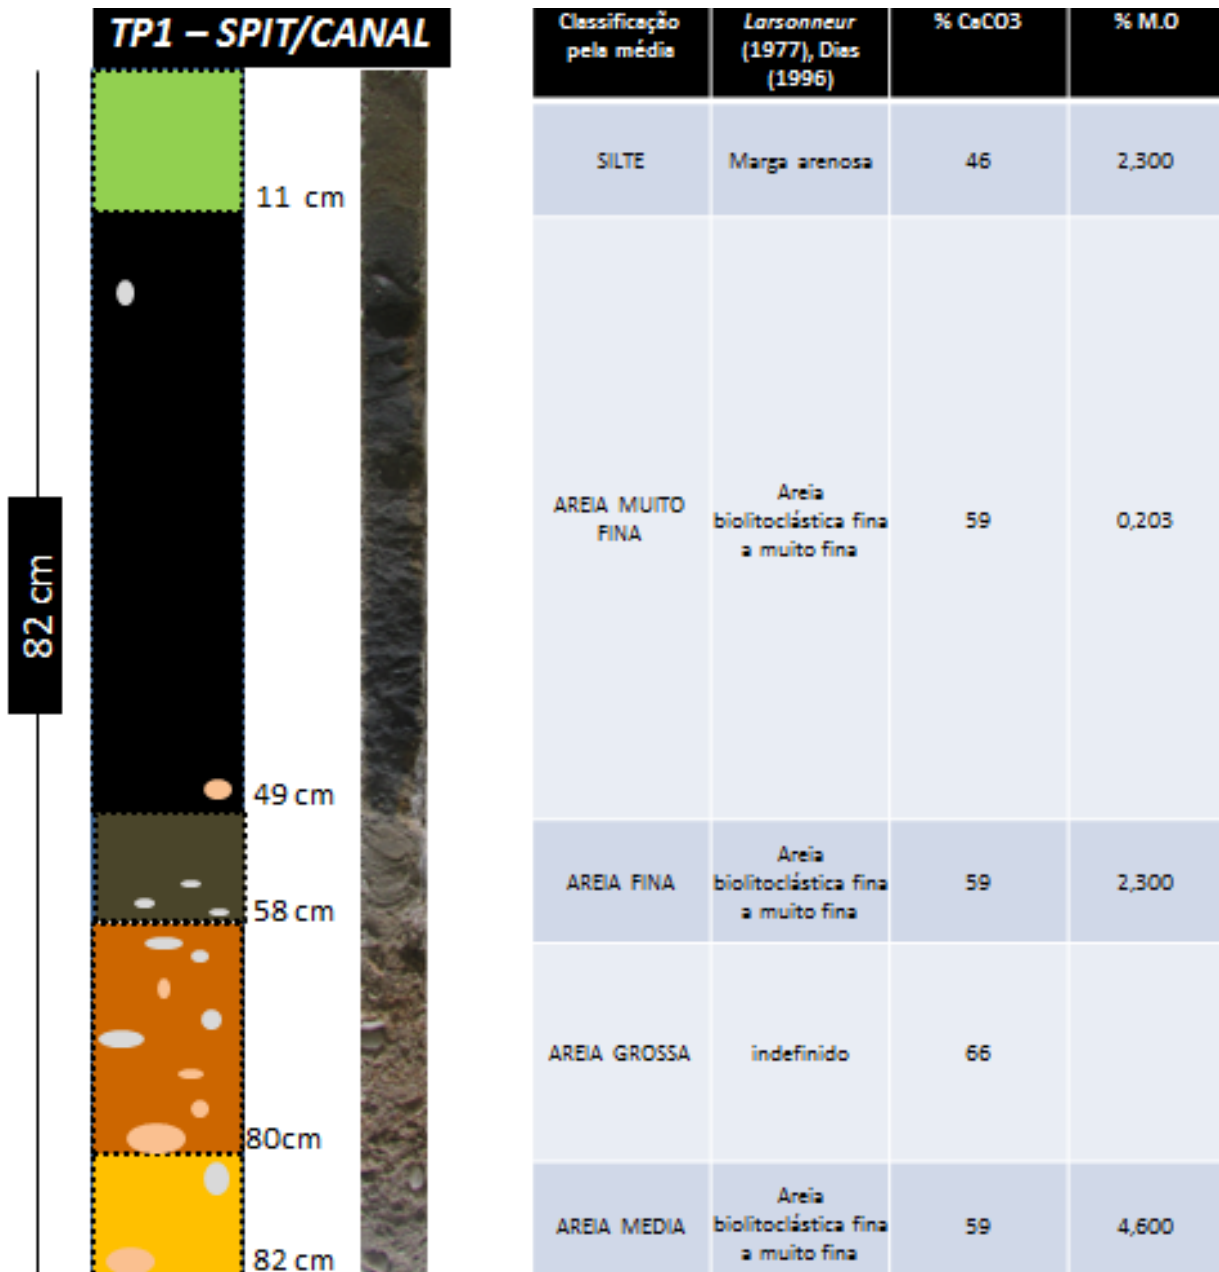 TP1 – SPIT/CANAL
82 cm
11 cm
49 cm
58 cm
80cm
82 cm
Classificação
pela média
Larsonneur
(1977), Dias
(1996)
% CaCO3
% M.O
SILTE
Marga arenosa
46
2,300
AREIA MUITO
FINA
Areia
biolitoclástica fina
a muito fina
59
0,203
AREIA FINA
Areia
biolitoclástica fina
a muito fina
59
2,300
AREIA GROSSA
indefinido
66
AREIA MEDIA
Areia
biolitoclástica fina
a muito fina
59
4,600